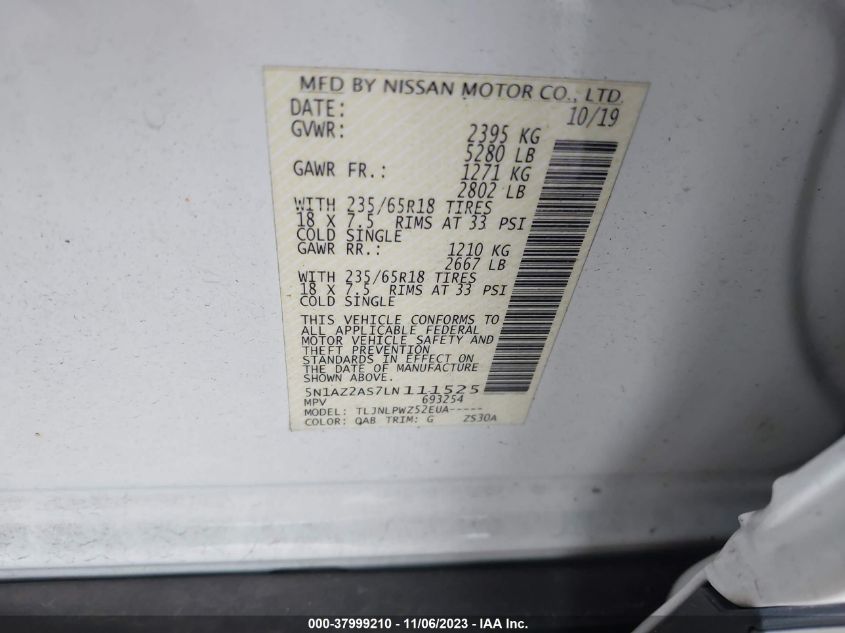 MFD BY NISSAN MOTOR CO., LTD.
DATE: 10/19
GVWR: 2395 KG
5280 LB
GAWR FR.: 1271 KG
2802 LB
WITH 235/65R18 TIRES
18 X 7.5 RIMS AT 33 PSI
COLD SINGLE
GAWR RR.: 1210 KG
2667 LB
WITH 235/65R18 TIRES
18 X 7.5 RIMS AT 33 PSI
COLD SINGLE
THIS VEHICLE CONFORMS TO
ALL APPLICABLE FEDERAL
MOTOR VEHICLE SAFETY AND
THEFT PREVENTION
STANDARDS IN EFFECT ON
THE DATE OF MANUFACTURE
SHOWN ABOVE.
5N1AZ2AS7LN111525
MPV 693254
MODEL: TLJNLPWZ52EUA-----
COLOR: QAB TRIM: G ZS30A
000-37999210 - 11/06/2023 - IAA Inc.